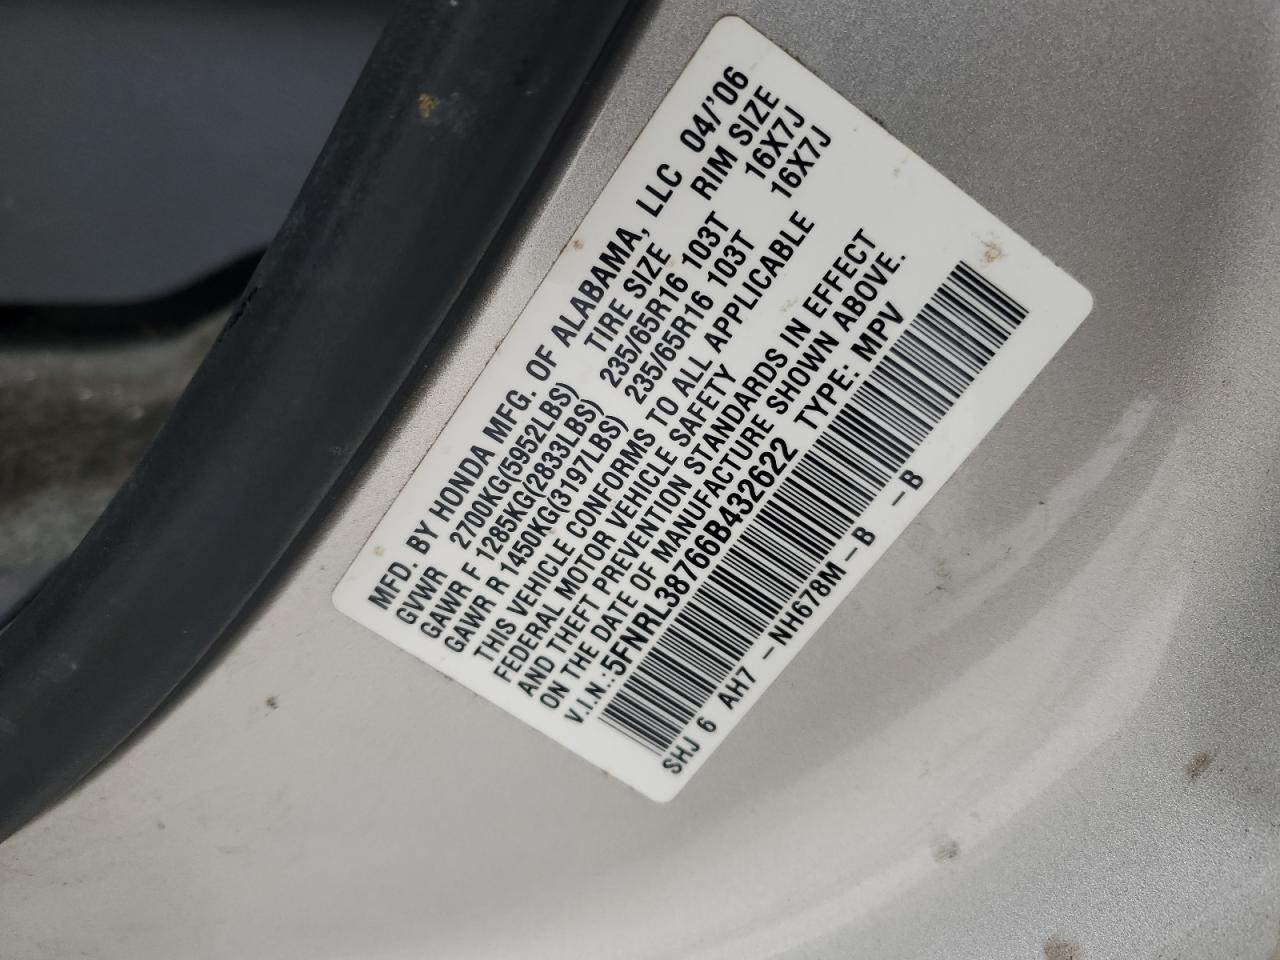 MFD. BY HONDA MFG. OF ALABAMA, LLC 04/'06
GVWR 2700KG(5952LBS) TIRE SIZE RIM SIZE
GAWR F 1285KG(2833LBS) 235/65R16 103T 16X7J
GAWR R 1450KG(3197LBS) 235/65R16 103T 16X7J
THIS VEHICLE CONFORMS TO ALL APPLICABLE
FEDERAL MOTOR VEHICLE SAFETY
AND THEFT PREVENTION STANDARDS IN EFFECT
ON THE DATE OF MANUFACTURE SHOWN ABOVE.
V.I.N.:5FNRL38766B432622 TYPE: MPV
SHJ 6 AH7 -NH678M-B -B